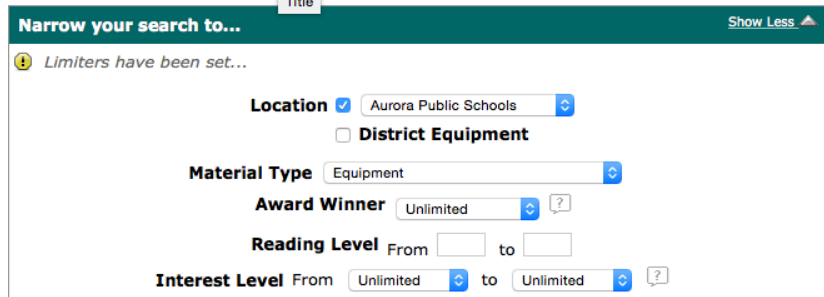 Title
Narrow your search to... Show Less
Limiters have been set...
Location Aurora Public Schools
District Equipment
Material Type Equipment
Award Winner Unlimited ?
Reading Level From to
Interest Level From Unlimited to Unlimited ?